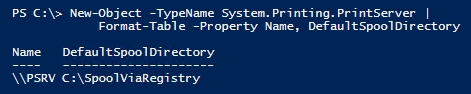 PS C:\> New-Object -TypeName System.Printing.PrintServer |
Format-Table -Property Name, DefaultSpoolDirectory
Name DefaultSpoolDirectory
---- ---------------------
\\PSRV C:\SpoolViaRegistry